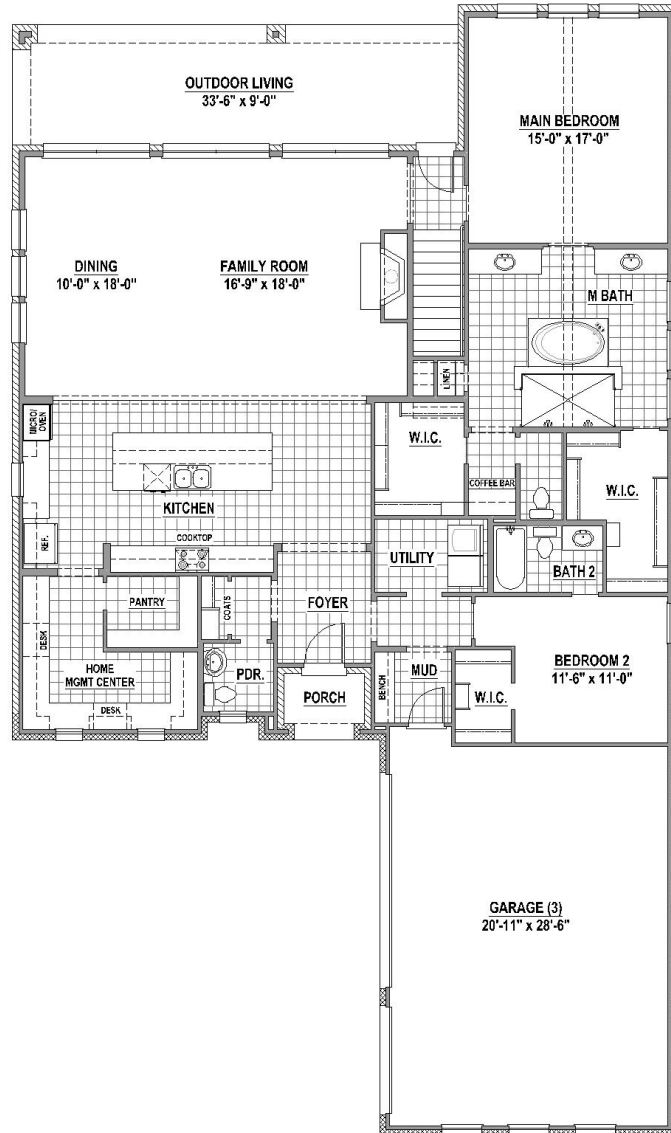 OUTDOOR LIVING
33'-6" x 9'-0"
MAIN BEDROOM
15'-0" x 17'-0"
DINING
10'-0" x 18'-0"
FAMILY ROOM
16'-9" x 18'-0"
M BATH
LINEN
MICRO/
OVEN
W.I.C.
COFFEE BAR
W.I.C.
KITCHEN
COOKTOP
REF.
UTILITY
BATH 2
PANTRY
COATS
FOYER
DESK
HOME
MGMT CENTER
DESK
PDR.
PORCH
BENCH
MUD
W.I.C.
BEDROOM 2
11'-6" x 11'-0"
GARAGE (3)
20'-11" x 28'-6"